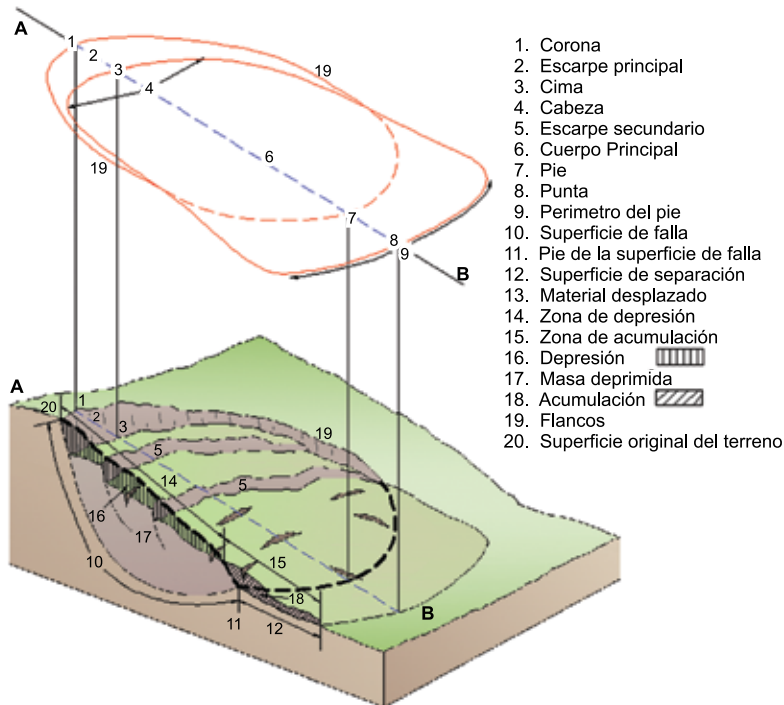 A
1
2
3
4
19
19
6
7
8
9
B
1. Corona
2. Escarpe principal
3. Cima
4. Cabeza
5. Escarpe secundario
6. Cuerpo Principal
7. Pie
8. Punta
9. Perimetro del pie
10. Superficie de falla
11. Pie de la superficie de falla
12. Superficie de separación
13. Material desplazado
14. Zona de depresión
15. Zona de acumulación
16. Depresión
17. Masa deprimida
18. Acumulación
19. Flancos
20. Superficie original del terreno
A
20
1
2
3
19
5
14
5
16
17
10
15
18
11
12
B